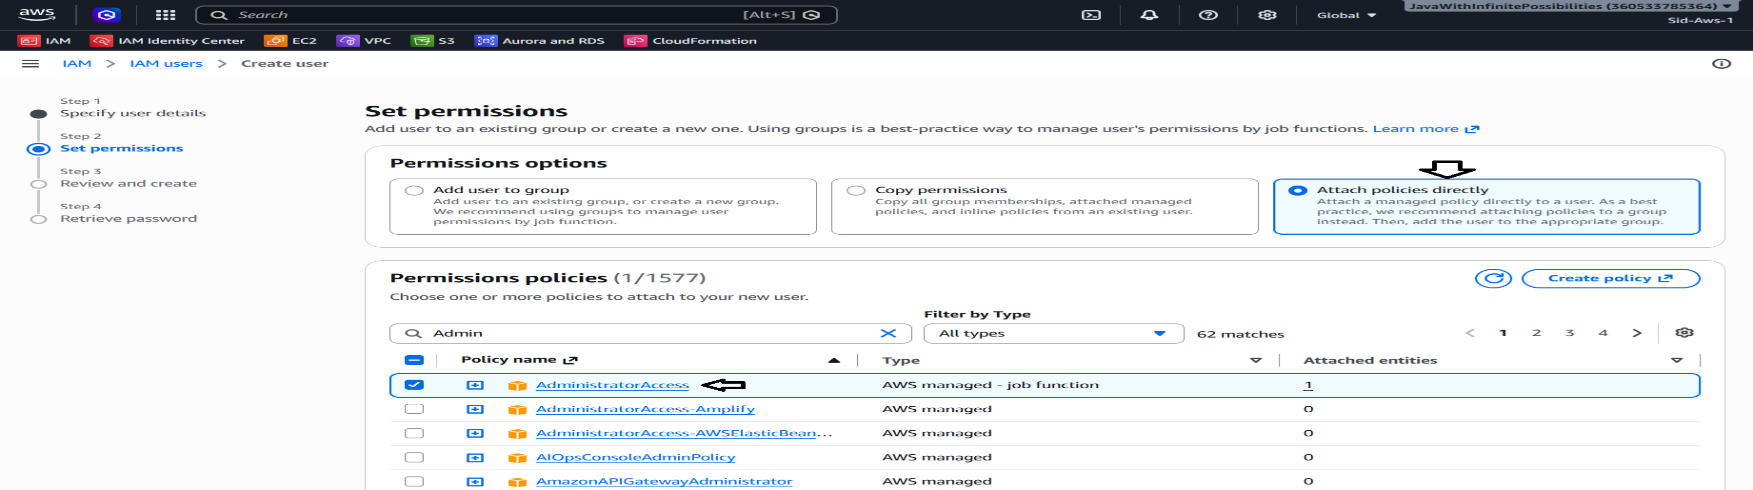 aws
Search
[Alt+S]
Global
JavaWithInfinitePossibilities (360533785364)
Sid-Aws-1
IAM
IAM Identity Center
EC2
VPC
S3
Aurora and RDS
CloudFormation
IAM > IAM users > Create user
Step 1
Specify user details
Step 2
Set permissions
Step 3
Review and create
Step 4
Retrieve password
Set permissions
Add user to an existing group or create a new one. Using groups is a best-practice way to manage user's permissions by job functions. Learn more
Permissions options
Add user to group
Add user to an existing group, or create a new group.
We recommend using groups to manage user
permissions by job function.
Copy permissions
Copy all group memberships, attached managed
policies, and inline policies from an existing user.
Attach policies directly
Attach a managed policy directly to a user. As a best
practice, we recommend attaching policies to a group
instead. Then, add the user to the appropriate group.
Permissions policies (1/1577)
Create policy
Choose one or more policies to attach to your new user.
Filter by Type
Admin
All types
62 matches
< 1 2 3 4 >
Policy name Type Attached entities
AdministratorAccess AWS managed - job function 1
AdministratorAccess-Amplify AWS managed 0
AdministratorAccess-AWSElasticBean... AWS managed 0
AIOpsConsoleAdminPolicy AWS managed 0
AmazonAPIGatewayAdministrator AWS managed 0